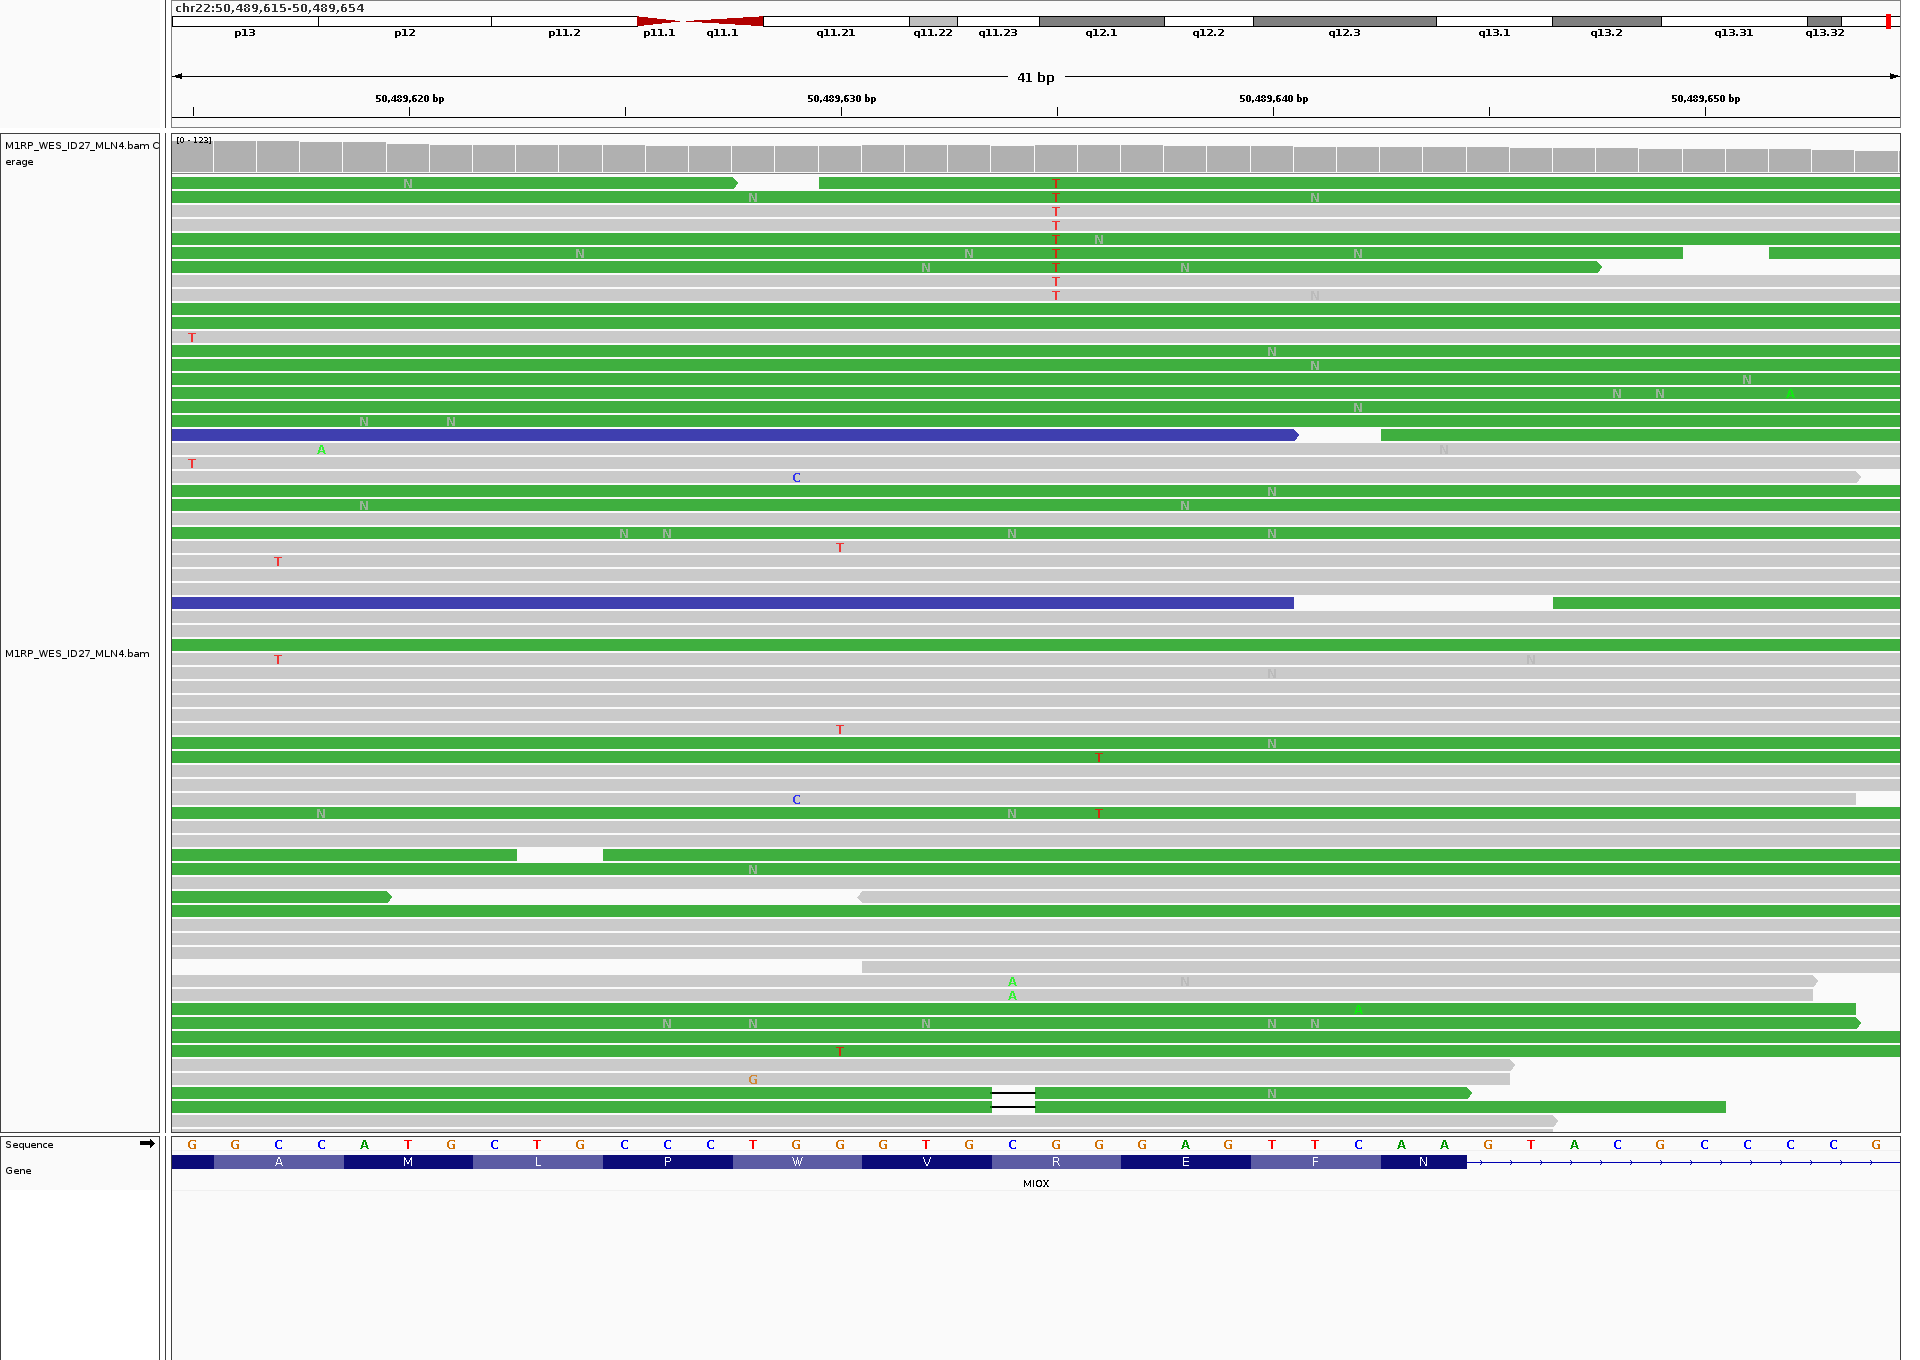 chr22:50,489,615-50,489,654
p13 p12 p11.2 p11.1 q11.1 q11.21 q11.22 q11.23 q12.1 q12.2 q12.3 q13.1 q13.2 q13.31 q13.32
41 bp
50,489,620 bp 50,489,630 bp 50,489,640 bp 50,489,650 bp
[0 - 123]
M1RP_WES_ID27_MLN4.bam C
erage
N T
N T N
T
T
T N
N N T N
N T N
T
T N
T
N
N
N
N N A
N
N N
A N
T
C
N
N N
N N N N
T
T
T N
N
T
N
T
C
N N T
N
A N
A
A
N N N N N
T
G
N
M1RP_WES_ID27_MLN4.bam
Sequence G G C C A T G C T G C C C T G G G T G C G G G A G T T C A A G T A C G C C C C G
Gene A M L P W V R E F N
MIOX